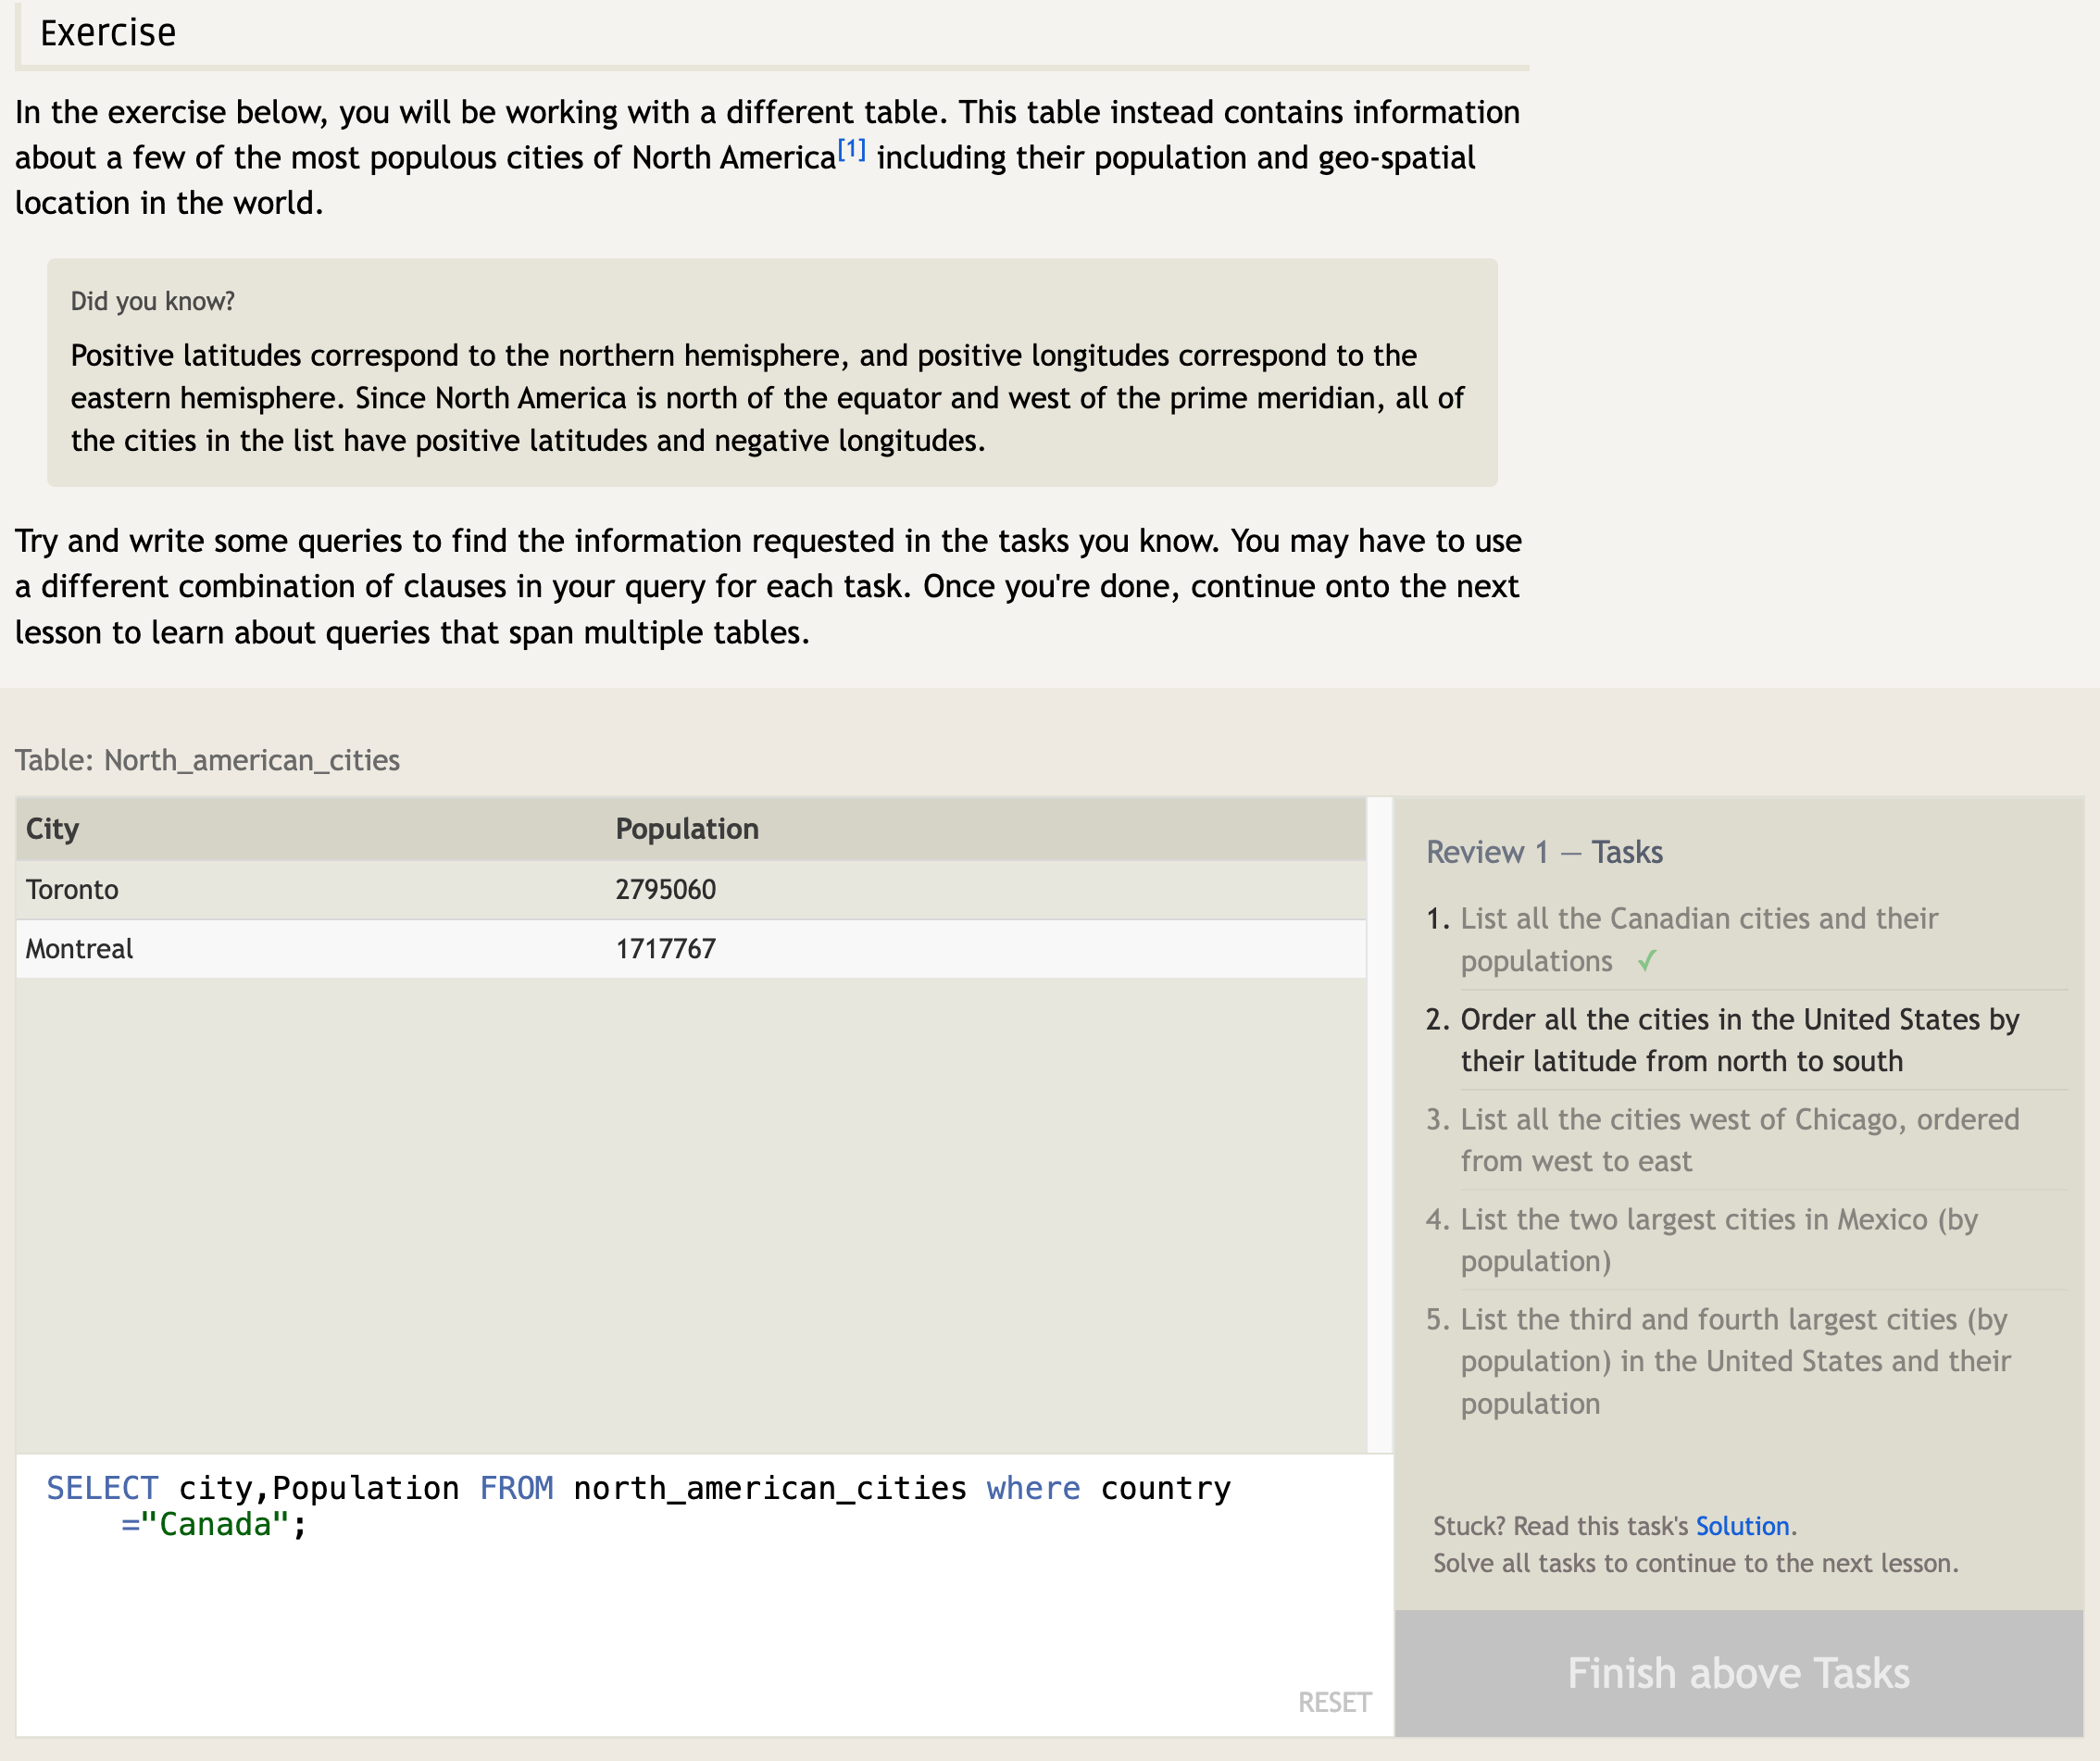 Exercise
In the exercise below, you will be working with a different table. This table instead contains information
about a few of the most populous cities of North America[1] including their population and geo-spatial
location in the world.
Did you know?
Positive latitudes correspond to the northern hemisphere, and positive longitudes correspond to the
eastern hemisphere. Since North America is north of the equator and west of the prime meridian, all of
the cities in the list have positive latitudes and negative longitudes.
Try and write some queries to find the information requested in the tasks you know. You may have to use
a different combination of clauses in your query for each task. Once you're done, continue onto the next
lesson to learn about queries that span multiple tables.
Table: North_american_cities
City Population
Toronto 2795060
Montreal 1717767
SELECT city,Population FROM north_american_cities where country
="Canada";
RESET
Review 1 — Tasks
1. List all the Canadian cities and their
populations ✓
2. Order all the cities in the United States by
their latitude from north to south
3. List all the cities west of Chicago, ordered
from west to east
4. List the two largest cities in Mexico (by
population)
5. List the third and fourth largest cities (by
population) in the United States and their
population
Stuck? Read this task's Solution.
Solve all tasks to continue to the next lesson.
Finish above Tasks